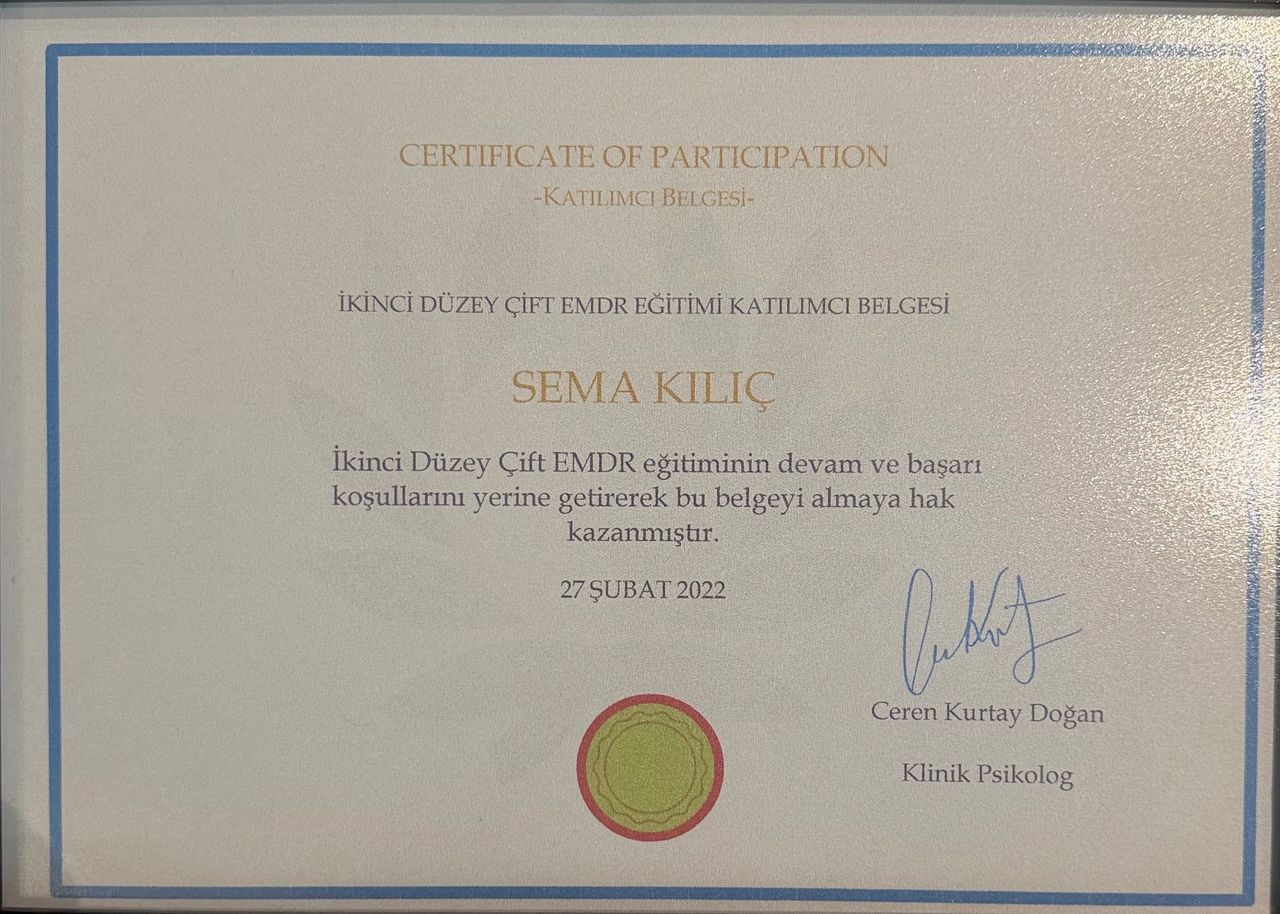 CERTIFICATE OF PARTICIPATION
-KATILIMCI BELGESİ-
İKİNCİ DÜZEY ÇİFT EMDR EĞİTİMİ KATILIMCI BELGESİ
SEMA KILIÇ
İkinci Düzey Çift EMDR eğitiminin devam ve başarı
koşullarını yerine getirerek bu belgeyi almaya hak
kazanmıştır.
27 ŞUBAT 2022
Ceren Kurtay Doğan
Klinik Psikolog